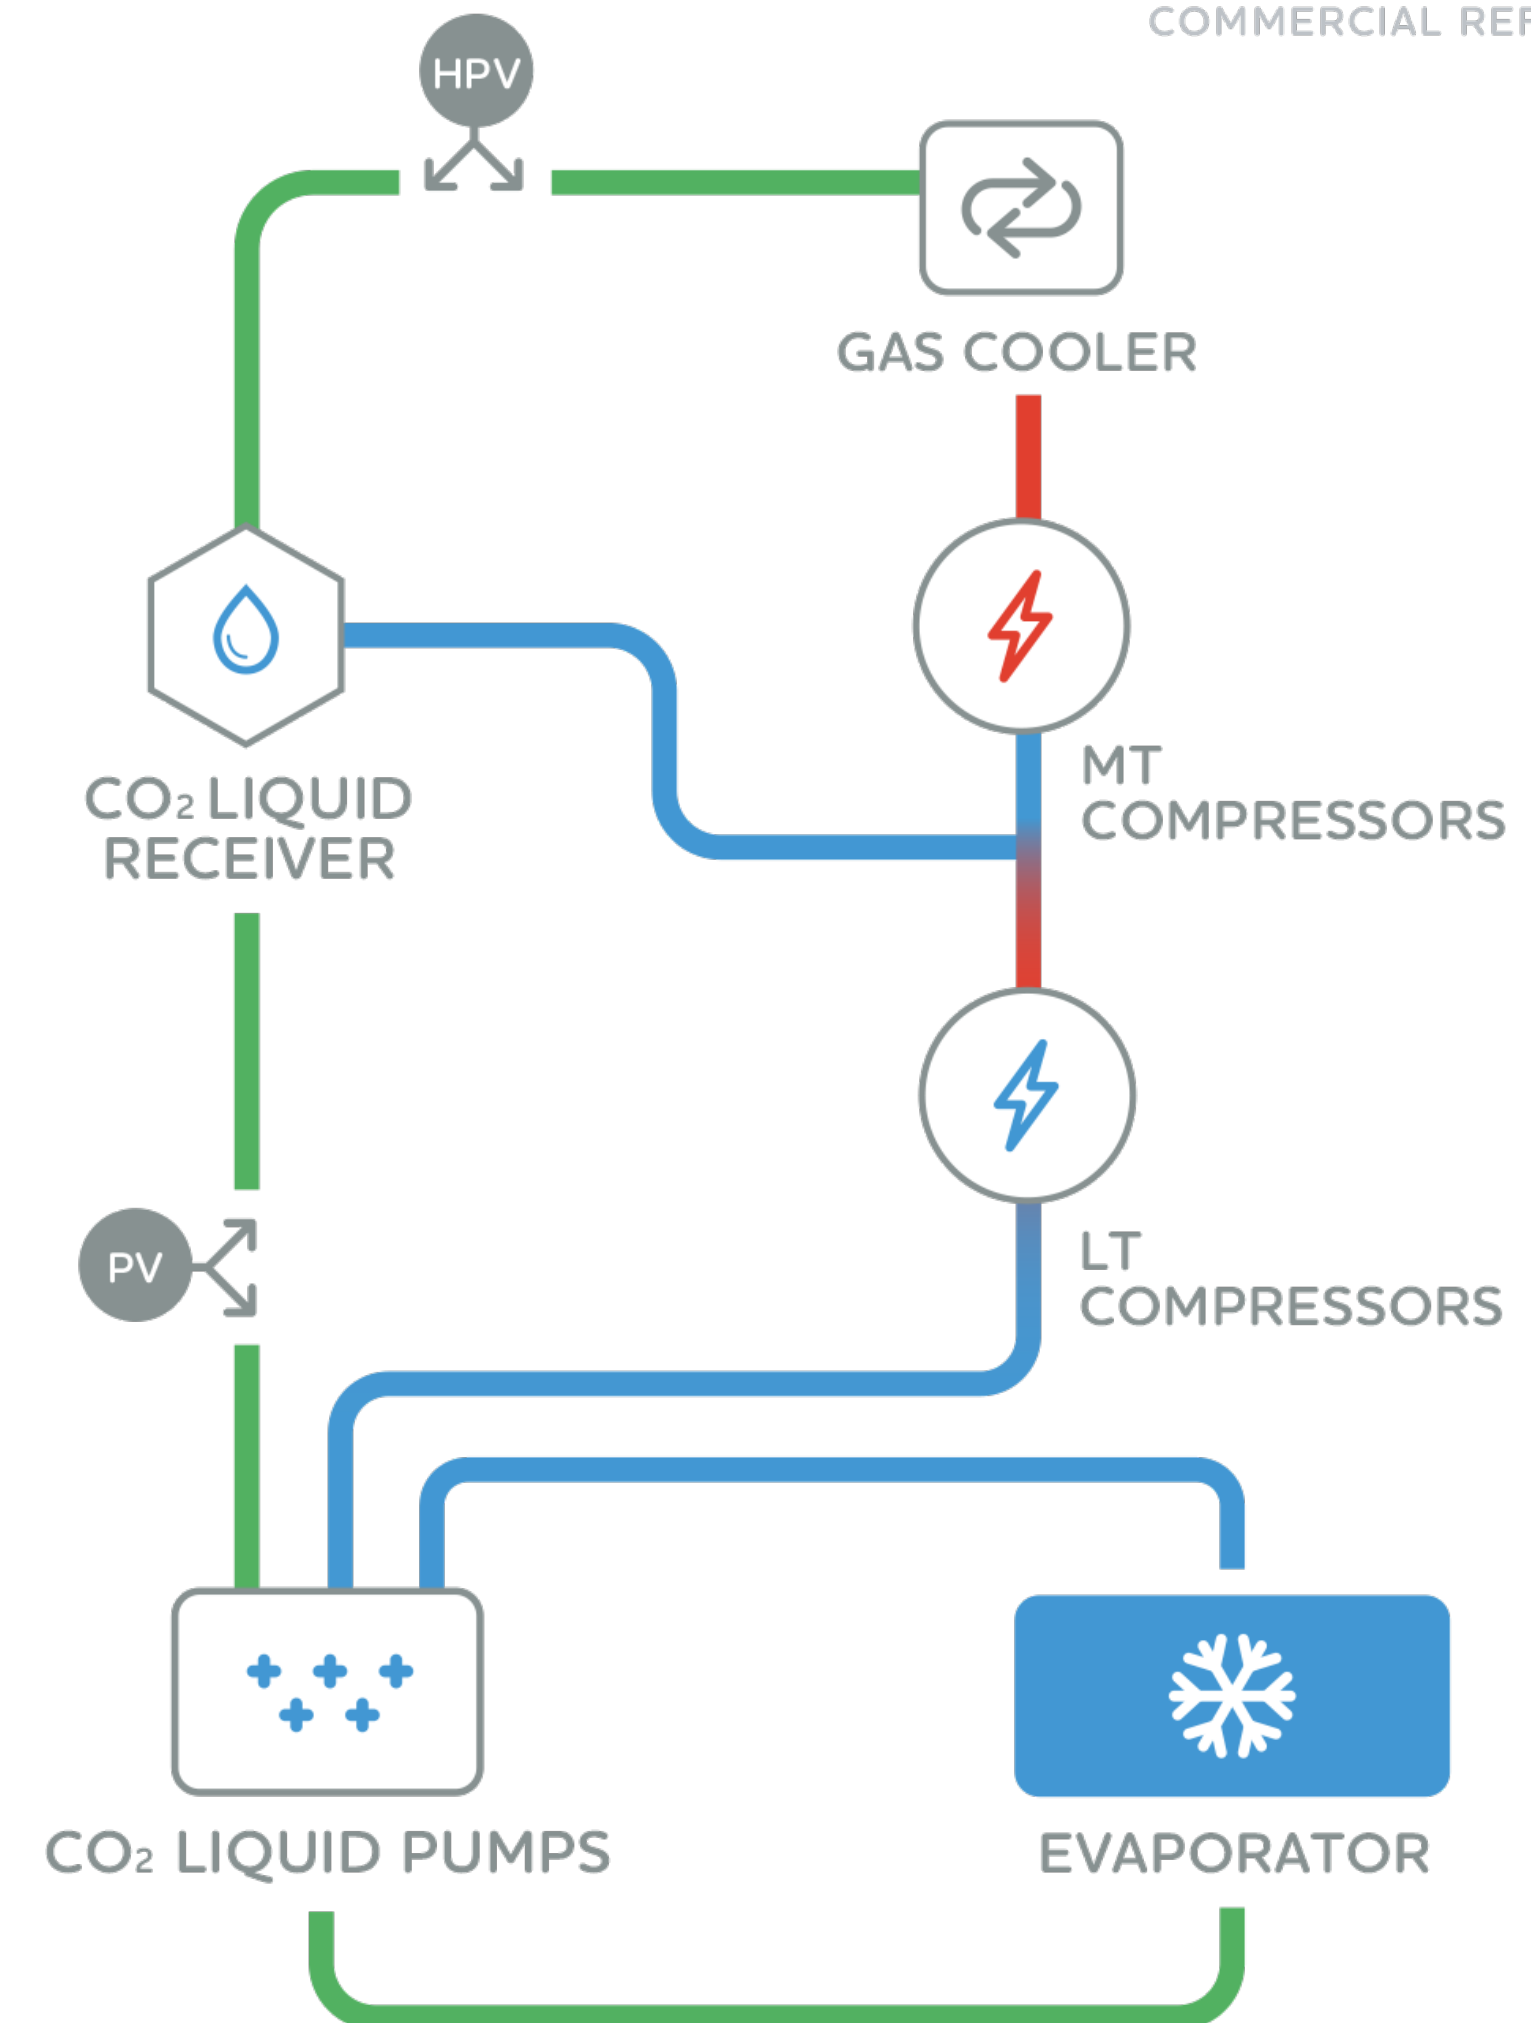 COMMERCIAL REF
HPV
GAS COOLER
MT
COMPRESSORS
CO₂ LIQUID
RECEIVER
LT
COMPRESSORS
PV
CO₂ LIQUID PUMPS
EVAPORATOR